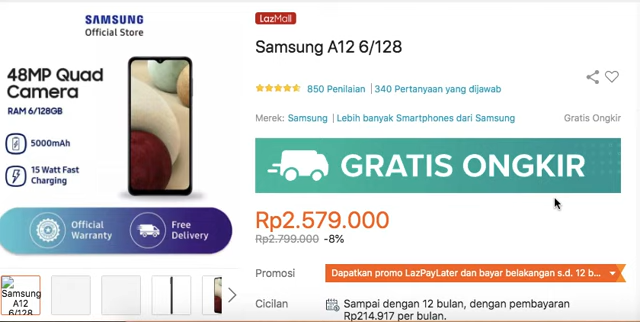 SAMSUNG
Official Store
48MP Quad
Camera
RAM 6/128GB
5000mAh
15 Watt Fast
Charging
Official
Warranty
Free
Delivery
Samsung
A12
6/128
LazMall
Samsung A12 6/128
850 Penilaian | 340 Pertanyaan yang dijawab
Merek: Samsung | Lebih banyak Smartphones dari Samsung
Gratis Ongkir
GRATIS ONGKIR
Rp2.579.000
Rp2.799.000 -8%
Promosi
Dapatkan promo LazPayLater dan bayar belakangan s.d. 12 b...
Cicilan
Sampai dengan 12 bulan, dengan pembayaran
Rp214.917 per bulan.